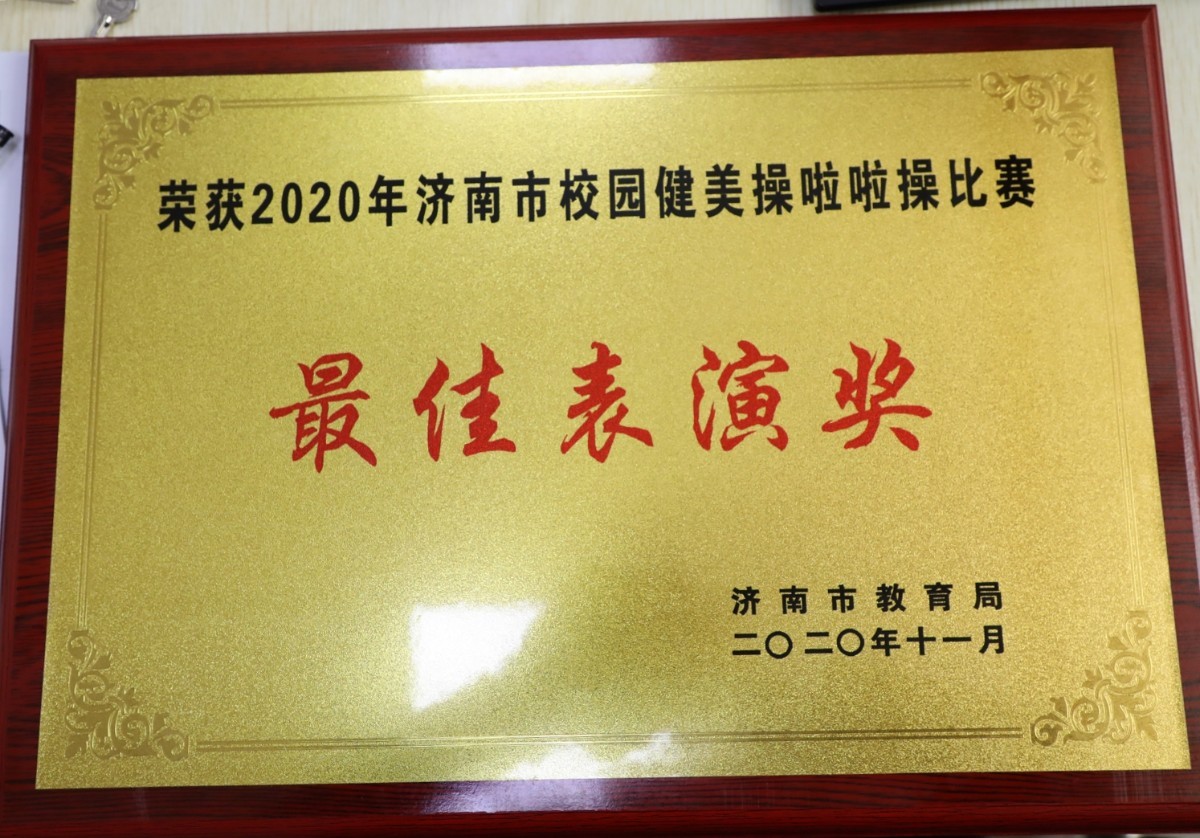 荣获2020年济南市校园健美操啦啦操比赛
最佳表演奖
济南市教育局
二〇二〇年十一月